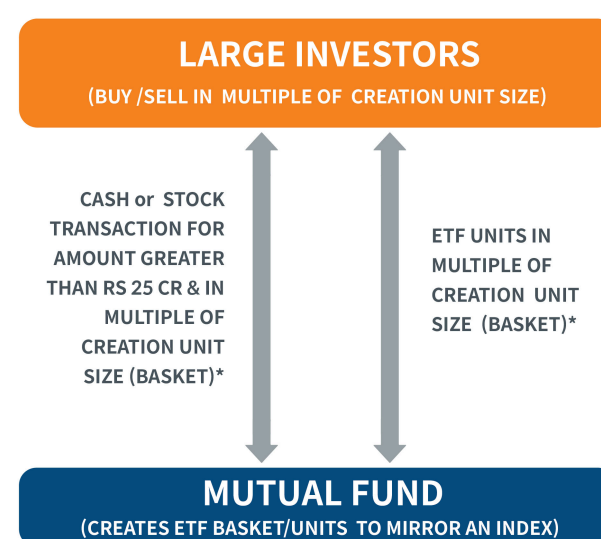 LARGE INVESTORS
(BUY /SELL IN MULTIPLE OF CREATION UNIT SIZE)
CASH or STOCK
TRANSACTION FOR
AMOUNT GREATER
THAN RS 25 CR & IN
MULTIPLE OF
CREATION UNIT
SIZE (BASKET)*
ETF UNITS IN
MULTIPLE OF
CREATION UNIT
SIZE (BASKET)*
MUTUAL FUND
(CREATES ETF BASKET/UNITS TO MIRROR AN INDEX)